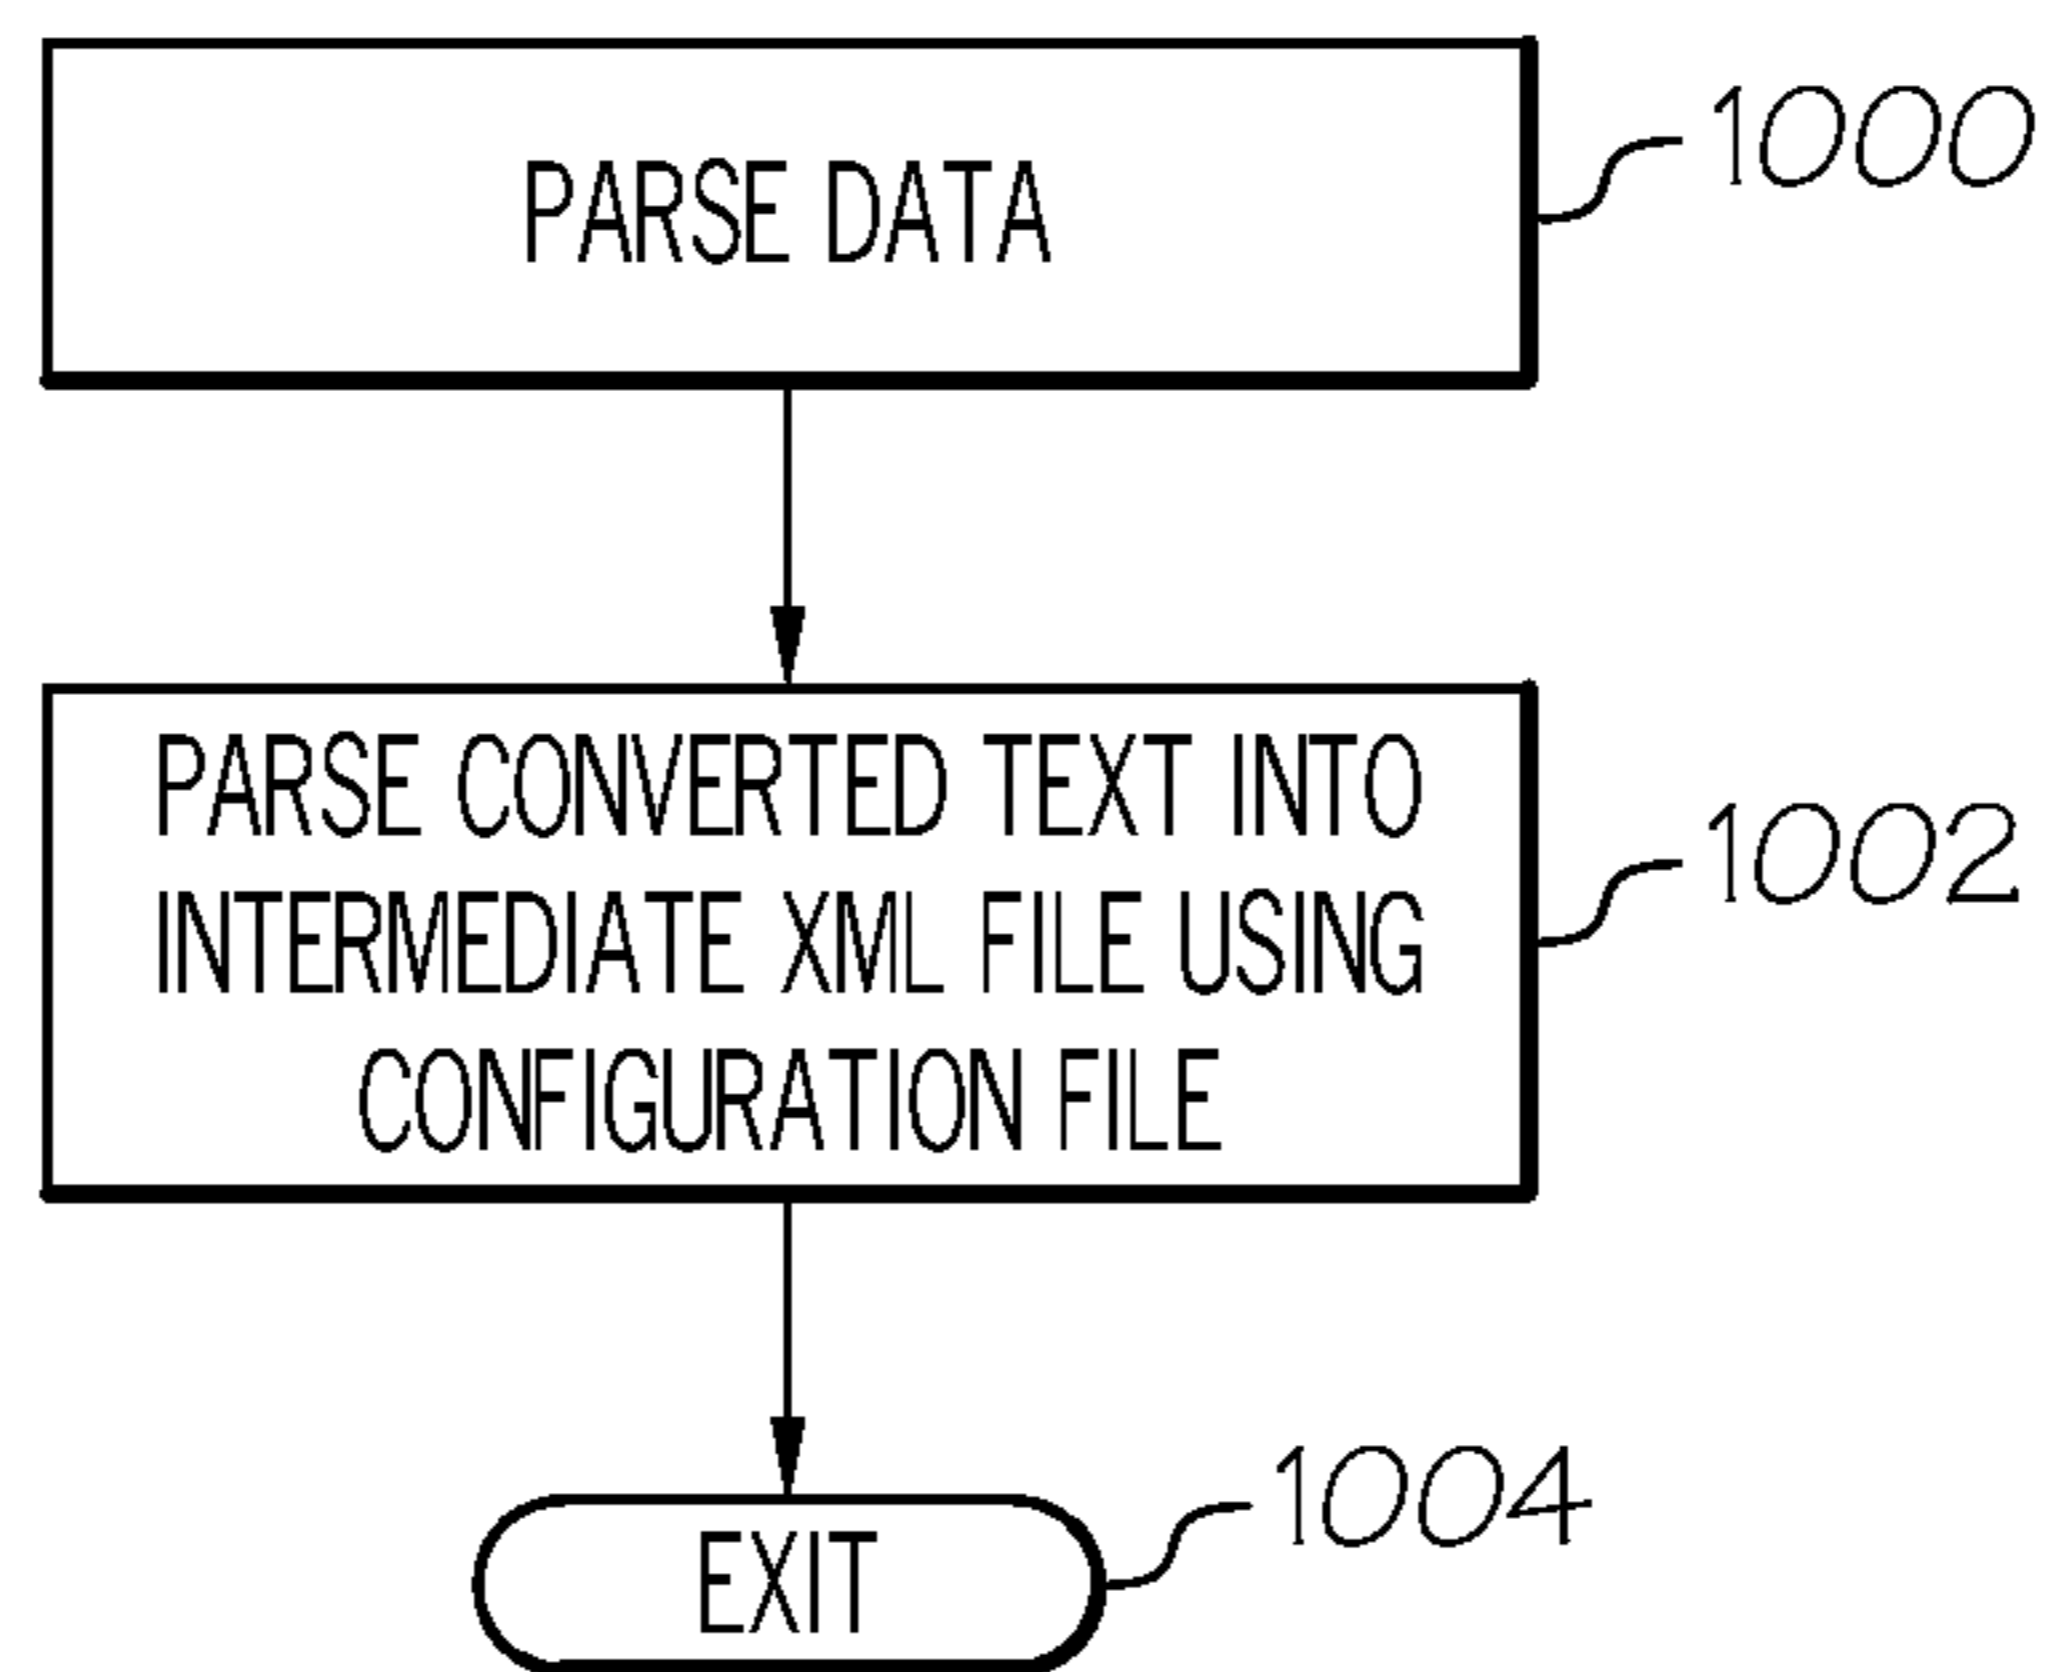 PARSE DATA
1000
PARSE CONVERTED TEXT INTO
INTERMEDIATE XML FILE USING
CONFIGURATION FILE
1002
EXIT
1004